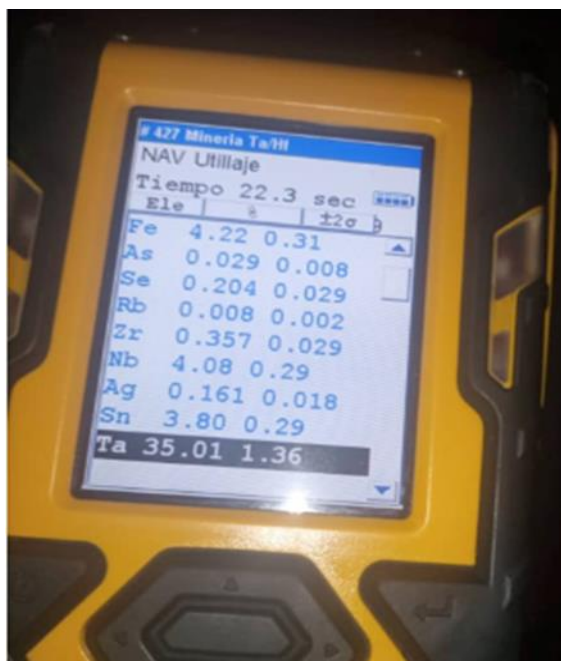 # 427 Mineria Ta/Hf
NAV Utillaje
Tiempo 22.3 sec
Ele % ±2σ
Fe 4.22 0.31
As 0.029 0.008
Se 0.204 0.029
Rb 0.008 0.002
Zr 0.357 0.029
Nb 4.08 0.29
Ag 0.161 0.018
Sn 3.80 0.29
Ta 35.01 1.36